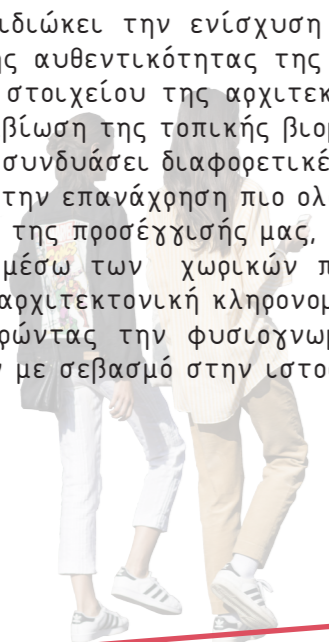 ιδιώκει την ενίσχυση
ης αυθεντικότητας της
στοιχείου της αρχιτεκ
βίωση της τοπικής βιο
συνδυάσει διαφορετικέ
την επανάχρηση πιο ολ
της προσέγγισής μας,
μέσω των χωρικών π
αρχιτεκτονική κληρονομ
ρώντας την φυσιογνωμ
ν με σεβασμό στην ιστο